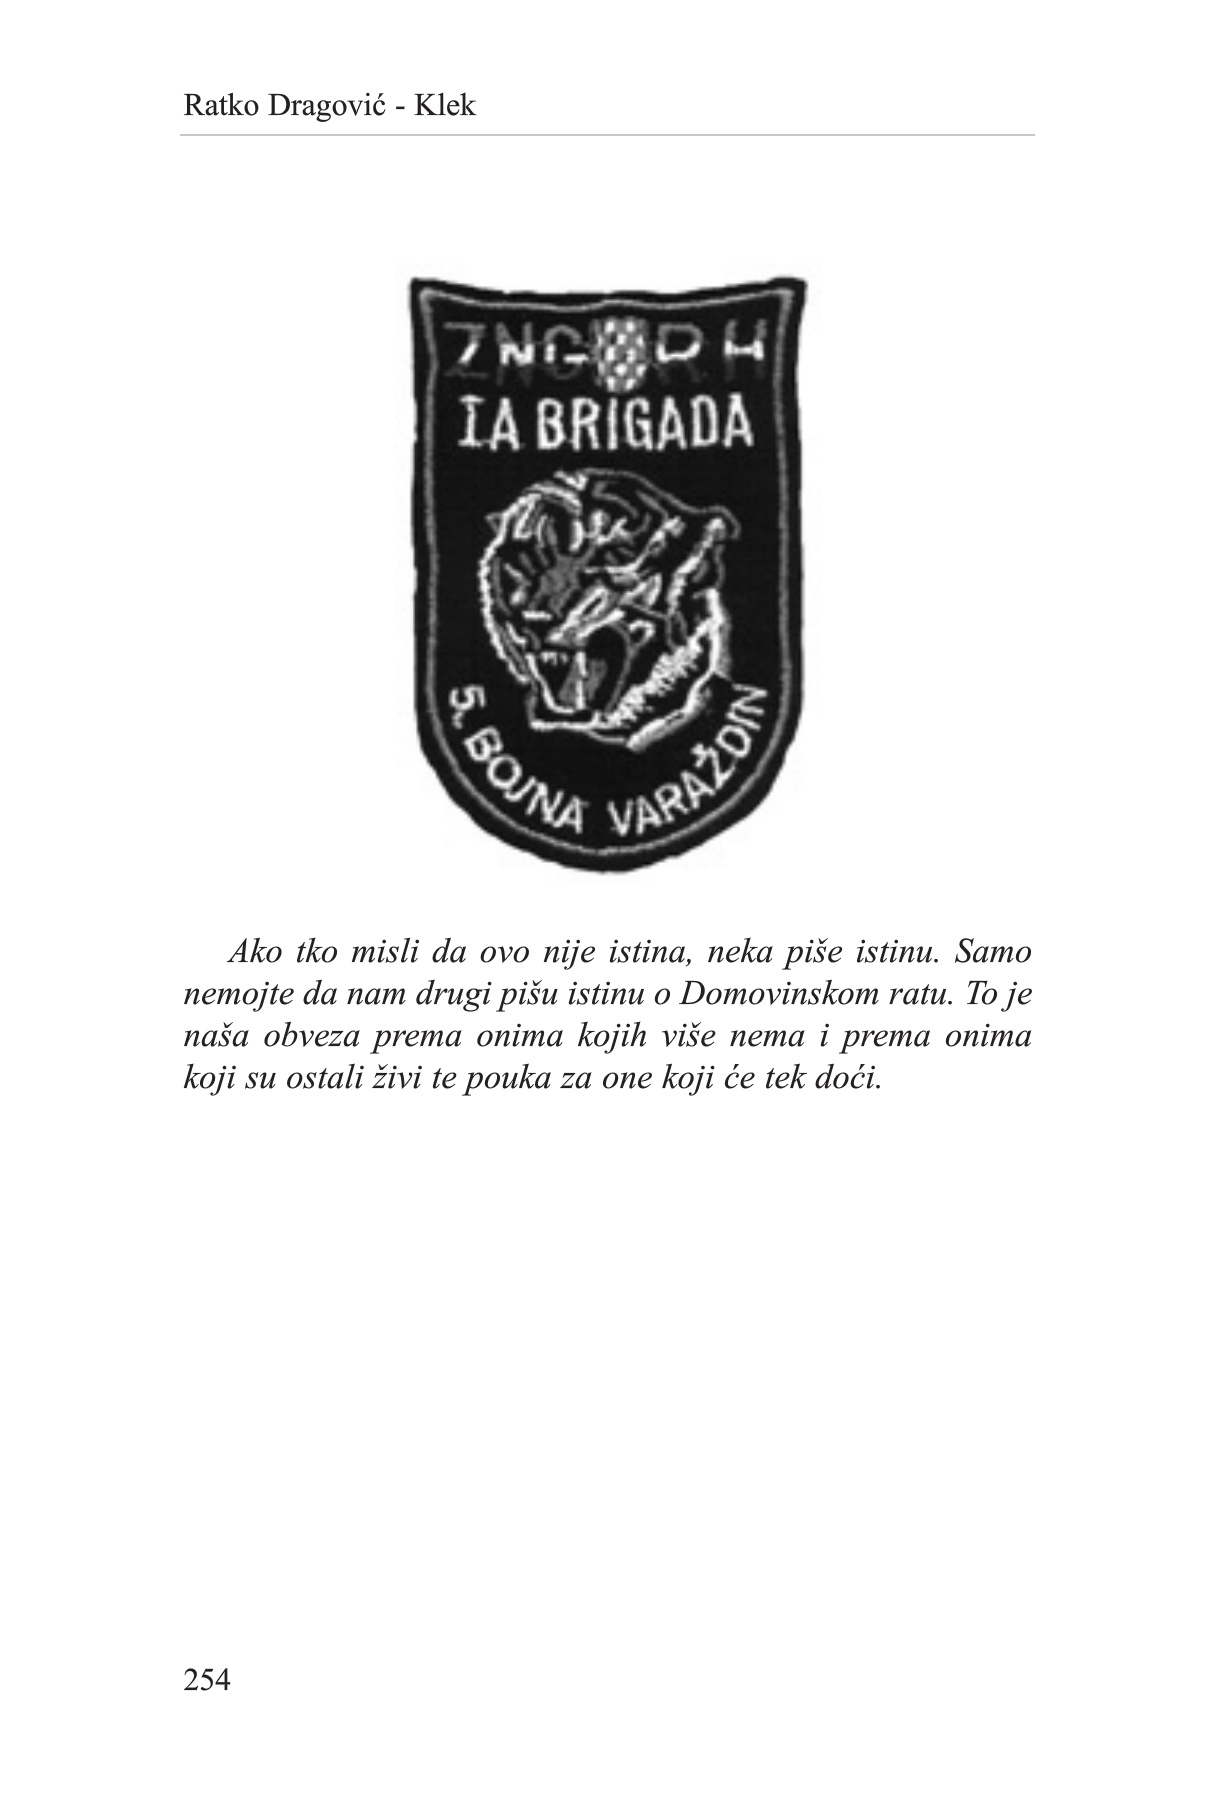 Ratko Dragović - Klek
ZNG RH
IA BRIGADA
5. BOJNA VARAŽDIN
Ako tko misli da ovo nije istina, neka piše istinu. Samo
nemojte da nam drugi pišu istinu o Domovinskom ratu. To je
naša obveza prema onima kojih više nema i prema onima
koji su ostali živi te pouka za one koji će tek doći.
254